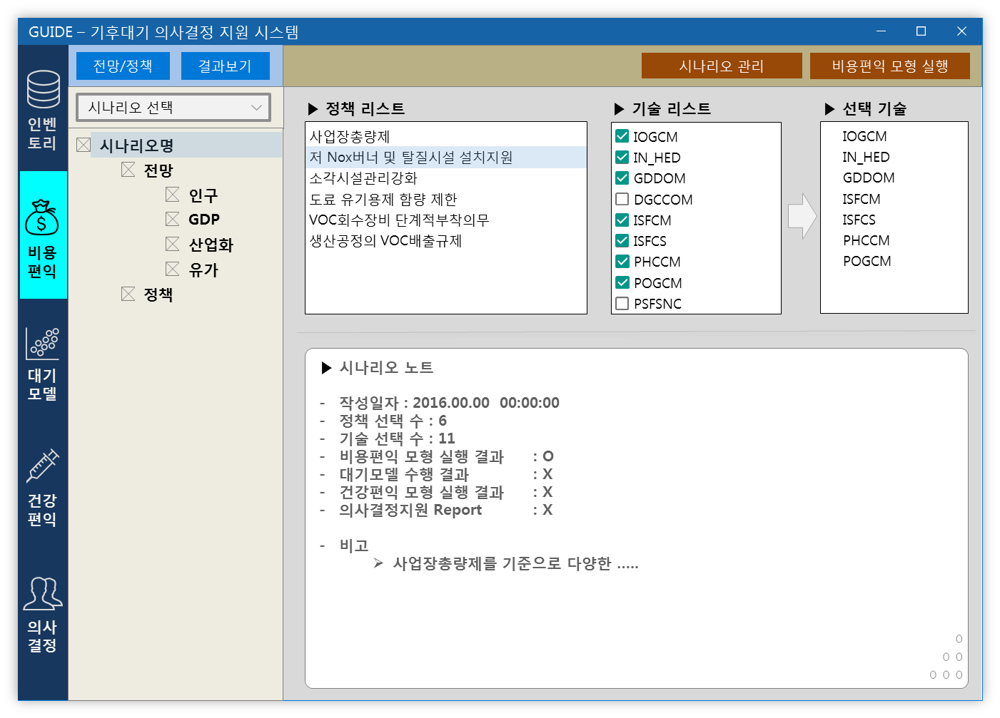 GUIDE – 기후대기 의사결정 지원 시스템
전망/정책
결과보기
시나리오 관리
비용편익 모형 실행
인벤
토리
비용
편익
대기
모델
건강
편익
의사
결정
시나리오 선택
시나리오명
전망
인구
GDP
산업화
유가
정책
▶ 정책 리스트
사업장총량제
저 Nox버너 및 탈질시설 설치지원
소각시설관리강화
도료 유기용제 함량 제한
VOC회수장비 단계적부착의무
생산공정의 VOC배출규제
▶ 기술 리스트
IOGCM
IN_HED
GDDOM
DGCCOM
ISFCM
ISFCS
PHCCM
POGCM
PSFSNC
▶ 선택 기술
IOGCM
IN_HED
GDDOM
ISFCM
ISFCS
PHCCM
POGCM
▶ 시나리오 노트
- 작성일자 : 2016.00.00 00:00:00
- 정책 선택 수 : 6
- 기술 선택 수 : 11
- 비용편익 모형 실행 결과 : O
- 대기모델 수행 결과 : X
- 건강편익 모형 실행 결과 : X
- 의사결정지원 Report : X
- 비고
➢ 사업장총량제를 기준으로 다양한 .....